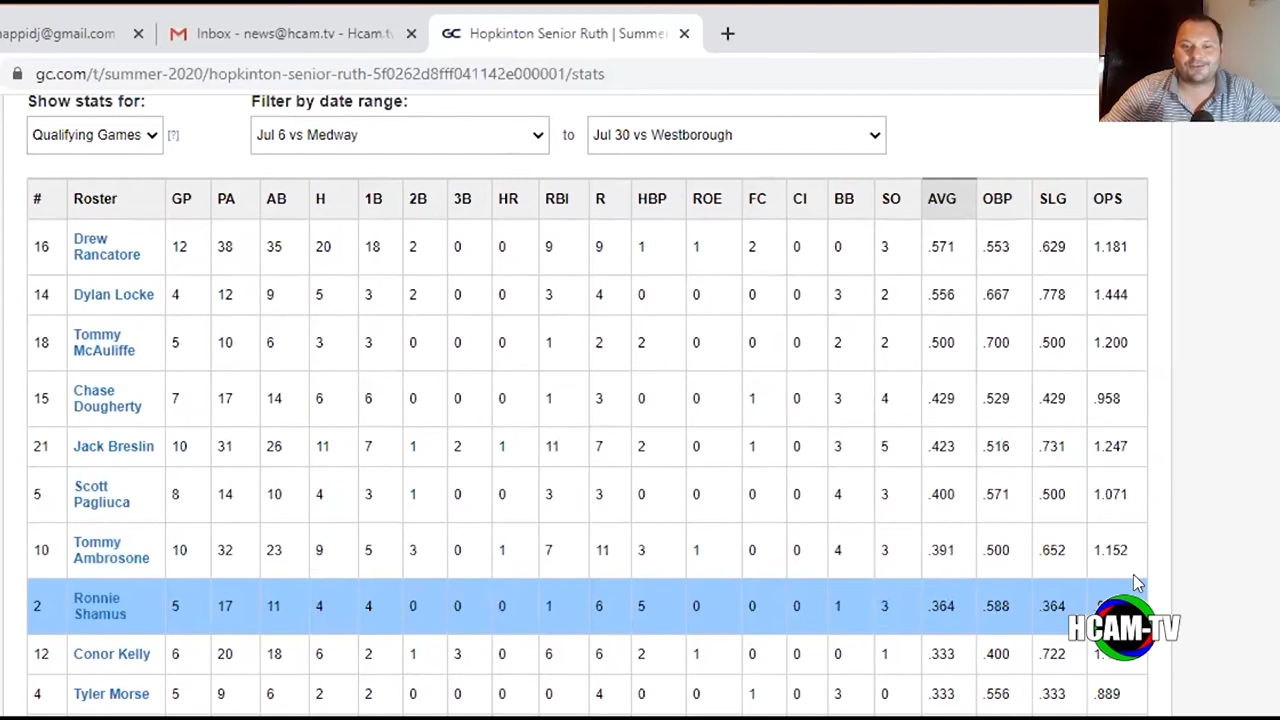 nappidj@gmail.com
Inbox - news@hcam.tv - Hcam.tv
GC Hopkinton Senior Ruth | Summer
gc.com/t/summer-2020/hopkinton-senior-ruth-5f0262d8fff041142e000001/stats
Show stats for: Filter by date range:
Qualifying Games [?] Jul 6 vs Medway to Jul 30 vs Westborough
# Roster GP PA AB H 1B 2B 3B HR RBI R HBP ROE FC CI BB SO AVG OBP SLG OPS
16 Drew Rancatore 12 38 35 20 18 2 0 0 9 9 1 1 2 0 0 3 .571 .553 .629 1.181
14 Dylan Locke 4 12 9 5 3 2 0 0 3 4 0 0 0 0 3 2 .556 .667 .778 1.444
18 Tommy McAuliffe 5 10 6 3 3 0 0 0 1 2 2 0 0 0 2 2 .500 .700 .500 1.200
15 Chase Dougherty 7 17 14 6 6 0 0 0 1 3 0 0 1 0 3 4 .429 .529 .429 .958
21 Jack Breslin 10 31 26 11 7 1 2 1 11 7 2 0 1 0 3 5 .423 .516 .731 1.247
5 Scott Pagliuca 8 14 10 4 3 1 0 0 3 3 0 0 0 0 4 3 .400 .571 .500 1.071
10 Tommy Ambrosone 10 32 23 9 5 3 0 1 7 11 3 1 0 0 4 3 .391 .500 .652 1.152
2 Ronnie Shamus 5 17 11 4 4 0 0 0 1 6 5 0 0 0 1 3 .364 .588 .364
12 Conor Kelly 6 20 18 6 2 1 3 0 6 6 2 1 0 0 0 1 .333 .400 .722
4 Tyler Morse 5 9 6 2 2 0 0 0 0 4 0 0 1 0 3 0 .333 .556 .333 .889
HCAM-TV